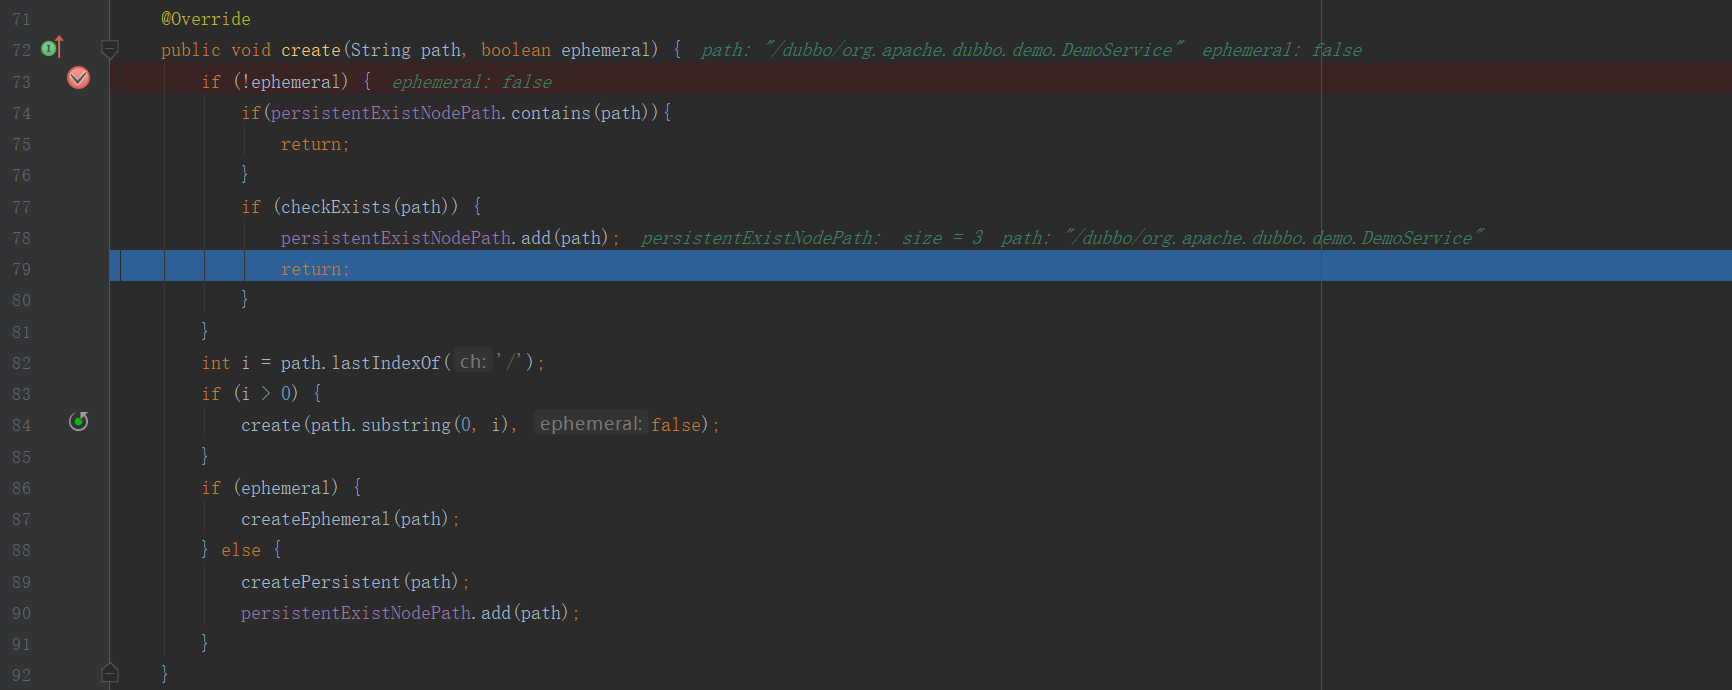 71 @Override
72 public void create(String path, boolean ephemeral) { path: "/dubbo/org.apache.dubbo.demo.DemoService" ephemeral: false
73 if (!ephemeral) { ephemeral: false
74 if(persistentExistNodePath.contains(path)){
75 return;
76 }
77 if (checkExists(path)) {
78 persistentExistNodePath.add(path); persistentExistNodePath: size = 3 path: "/dubbo/org.apache.dubbo.demo.DemoService"
79 return;
80 }
81 }
82 int i = path.lastIndexOf( ch: '/');
83 if (i > 0) {
84 create(path.substring(0, i), ephemeral: false);
85 }
86 if (ephemeral) {
87 createEphemeral(path);
88 } else {
89 createPersistent(path);
90 persistentExistNodePath.add(path);
91 }
92 }